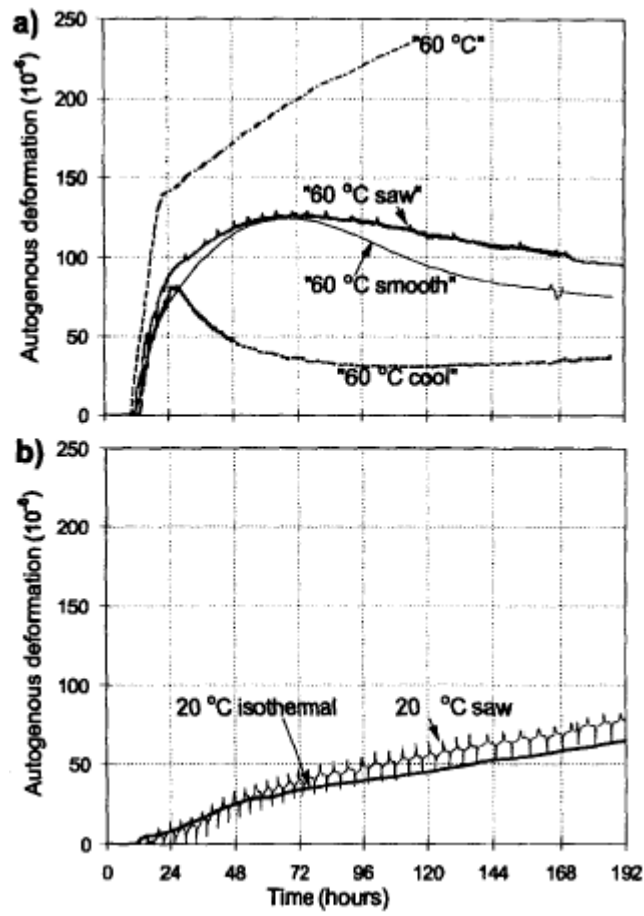 a)
Autogenous deformation (10⁻⁶)
250
200
150
100
50
0
"60 °C"
"60 °C saw"
"60 °C smooth"
"60 °C cool"
b)
Autogenous deformation (10⁻⁶)
250
200
150
100
50
0
20 °C isothermal
20 °C saw
0 24 48 72 96 120 144 168 192
Time (hours)